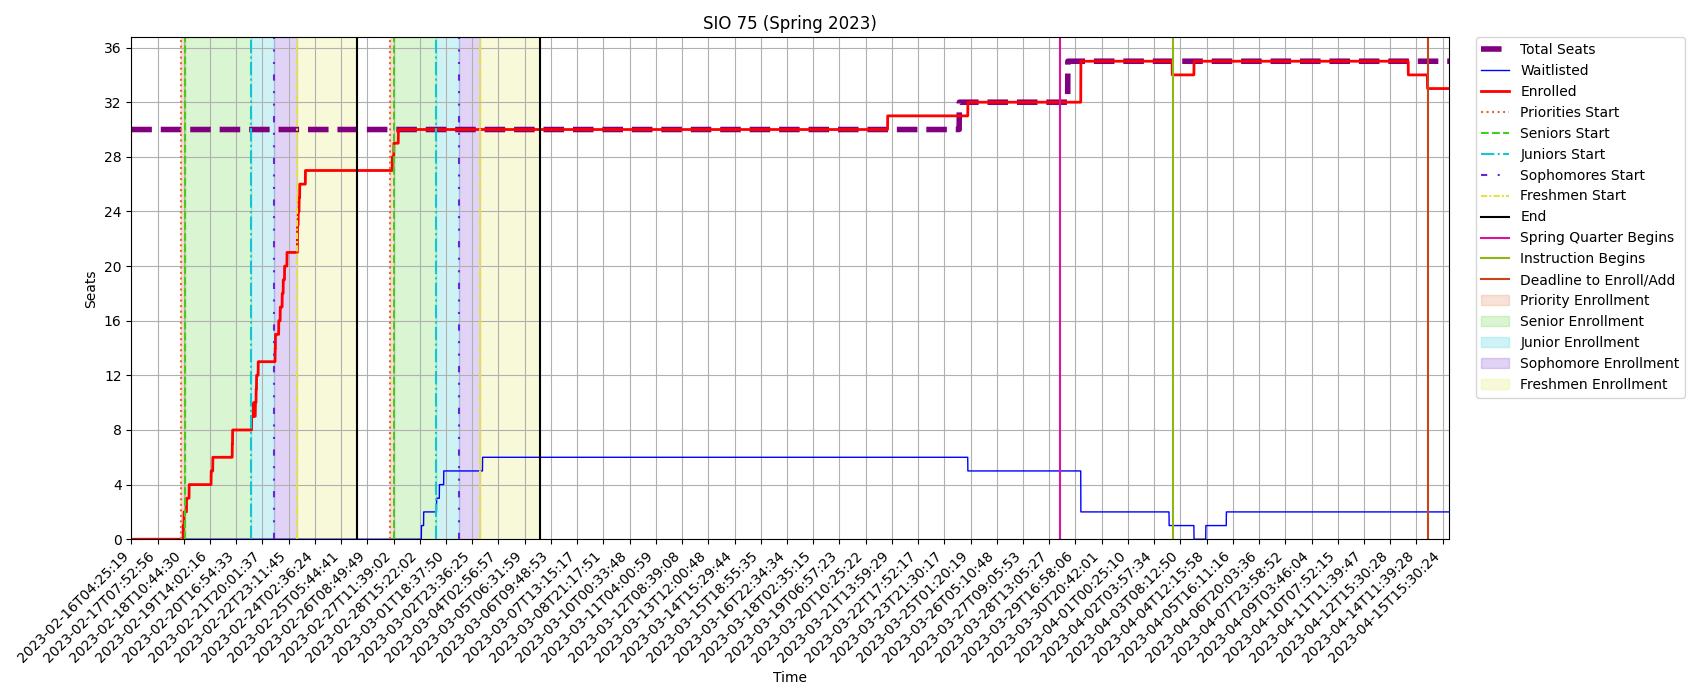 SIO 75 (Spring 2023)
Seats
36
32
28
24
20
16
12
8
4
0
2023-02-16T04:25:19
2023-02-17T07:52:56
2023-02-18T10:44:30
2023-02-19T14:02:16
2023-02-20T16:54:33
2023-02-21T20:01:37
2023-02-22T23:11:45
2023-02-24T02:36:24
2023-02-25T05:44:41
2023-02-26T08:49:49
2023-02-27T11:39:02
2023-02-28T15:22:02
2023-03-01T18:37:50
2023-03-02T23:36:25
2023-03-04T02:56:57
2023-03-05T06:31:59
2023-03-06T09:48:53
2023-03-07T13:15:17
2023-03-08T21:17:51
2023-03-10T00:33:48
2023-03-11T04:00:59
2023-03-12T08:39:08
2023-03-13T12:00:48
2023-03-14T15:29:44
2023-03-15T18:55:35
2023-03-16T22:34:34
2023-03-18T02:35:15
2023-03-19T06:57:23
2023-03-20T10:25:22
2023-03-21T13:59:29
2023-03-22T17:52:17
2023-03-23T21:30:17
2023-03-25T01:20:19
2023-03-26T05:10:48
2023-03-27T09:05:53
2023-03-28T13:05:27
2023-03-29T16:58:06
2023-03-30T20:42:01
2023-04-01T00:25:10
2023-04-02T03:57:34
2023-04-03T08:12:50
2023-04-04T12:15:58
2023-04-05T16:11:16
2023-04-06T20:03:36
2023-04-07T23:58:52
2023-04-09T03:46:04
2023-04-10T07:52:15
2023-04-11T11:39:47
2023-04-12T15:30:28
2023-04-14T11:39:28
2023-04-15T15:30:24
Time
Total Seats
Waitlisted
Enrolled
Priorities Start
Seniors Start
Juniors Start
Sophomores Start
Freshmen Start
End
Spring Quarter Begins
Instruction Begins
Deadline to Enroll/Add
Priority Enrollment
Senior Enrollment
Junior Enrollment
Sophomore Enrollment
Freshmen Enrollment